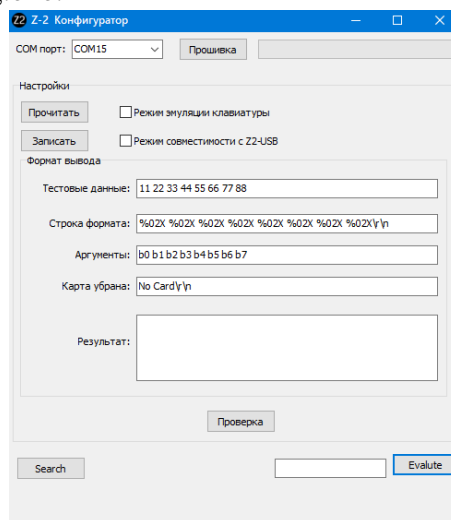 Z2 Z-2 Конфигуратор
COM порт: COM15 Прошивка
Настройки
Прочитать Режим эмуляции клавиатуры
Записать Режим совместимости с Z2-USB
Формат вывода
Тестовые данные: 11 22 33 44 55 66 77 88
Строка формата: %02X %02X %02X %02X %02X %02X %02X %02X\r\n
Аргументы: b0 b1 b2 b3 b4 b5 b6 b7
Карта убрана: No Card\r\n
Результат:
Проверка
Search Evalute